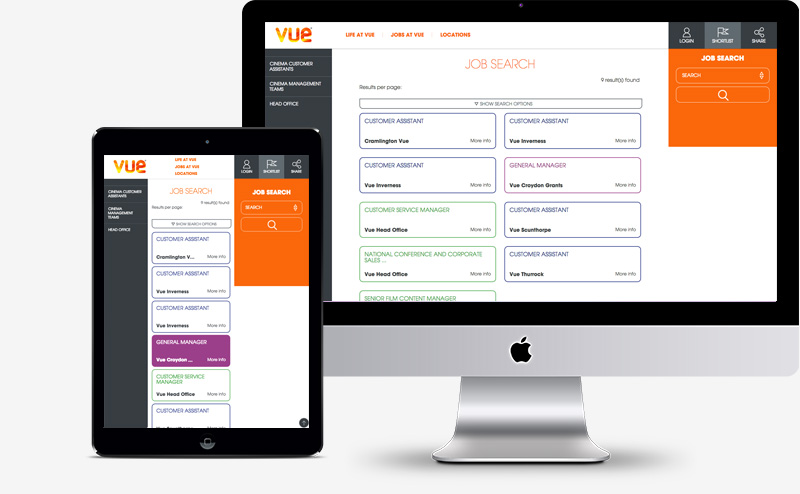 vue
LIFE AT VUE
JOBS AT VUE
LOCATIONS
LOGIN
SHORTLIST
SHARE
CINEMA CUSTOMER
ASSISTANTS
CINEMA MANAGEMENT
TEAMS
HEAD OFFICE
JOB SEARCH
9 result(s) found
Results per page:
SHOW SEARCH OPTIONS
CUSTOMER ASSISTANT
Cramlington Vue
More info
CUSTOMER ASSISTANT
Vue Inverness
More info
CUSTOMER ASSISTANT
Vue Inverness
More info
GENERAL MANAGER
Vue Croydon Grants
More info
CUSTOMER SERVICE MANAGER
Vue Head Office
More info
CUSTOMER ASSISTANT
Vue Scunthorpe
More info
NATIONAL CONFERENCE AND CORPORATE
SALES ...
Vue Head Office
More info
CUSTOMER ASSISTANT
Vue Thurrock
More info
SENIOR FILM CONTENT MANAGER
JOB SEARCH
SEARCH
vue
LIFE AT VUE
JOBS AT VUE
LOCATIONS
LOGIN
SHORTLIST
SHARE
CINEMA CUSTOMER
ASSISTANTS
CINEMA
MANAGEMENT
TEAMS
HEAD OFFICE
JOB SEARCH
9 result(s) found
Results per page:
SHOW SEARCH OPTIONS
CUSTOMER ASSISTANT
Cramlington V...
More info
CUSTOMER ASSISTANT
Vue Inverness
More info
CUSTOMER ASSISTANT
Vue Inverness
More info
GENERAL MANAGER
Vue Croydon ...
More info
CUSTOMER SERVICE
MANAGER
Vue Head Office
More info
CUSTOMER ASSISTANT
JOB SEARCH
SEARCH